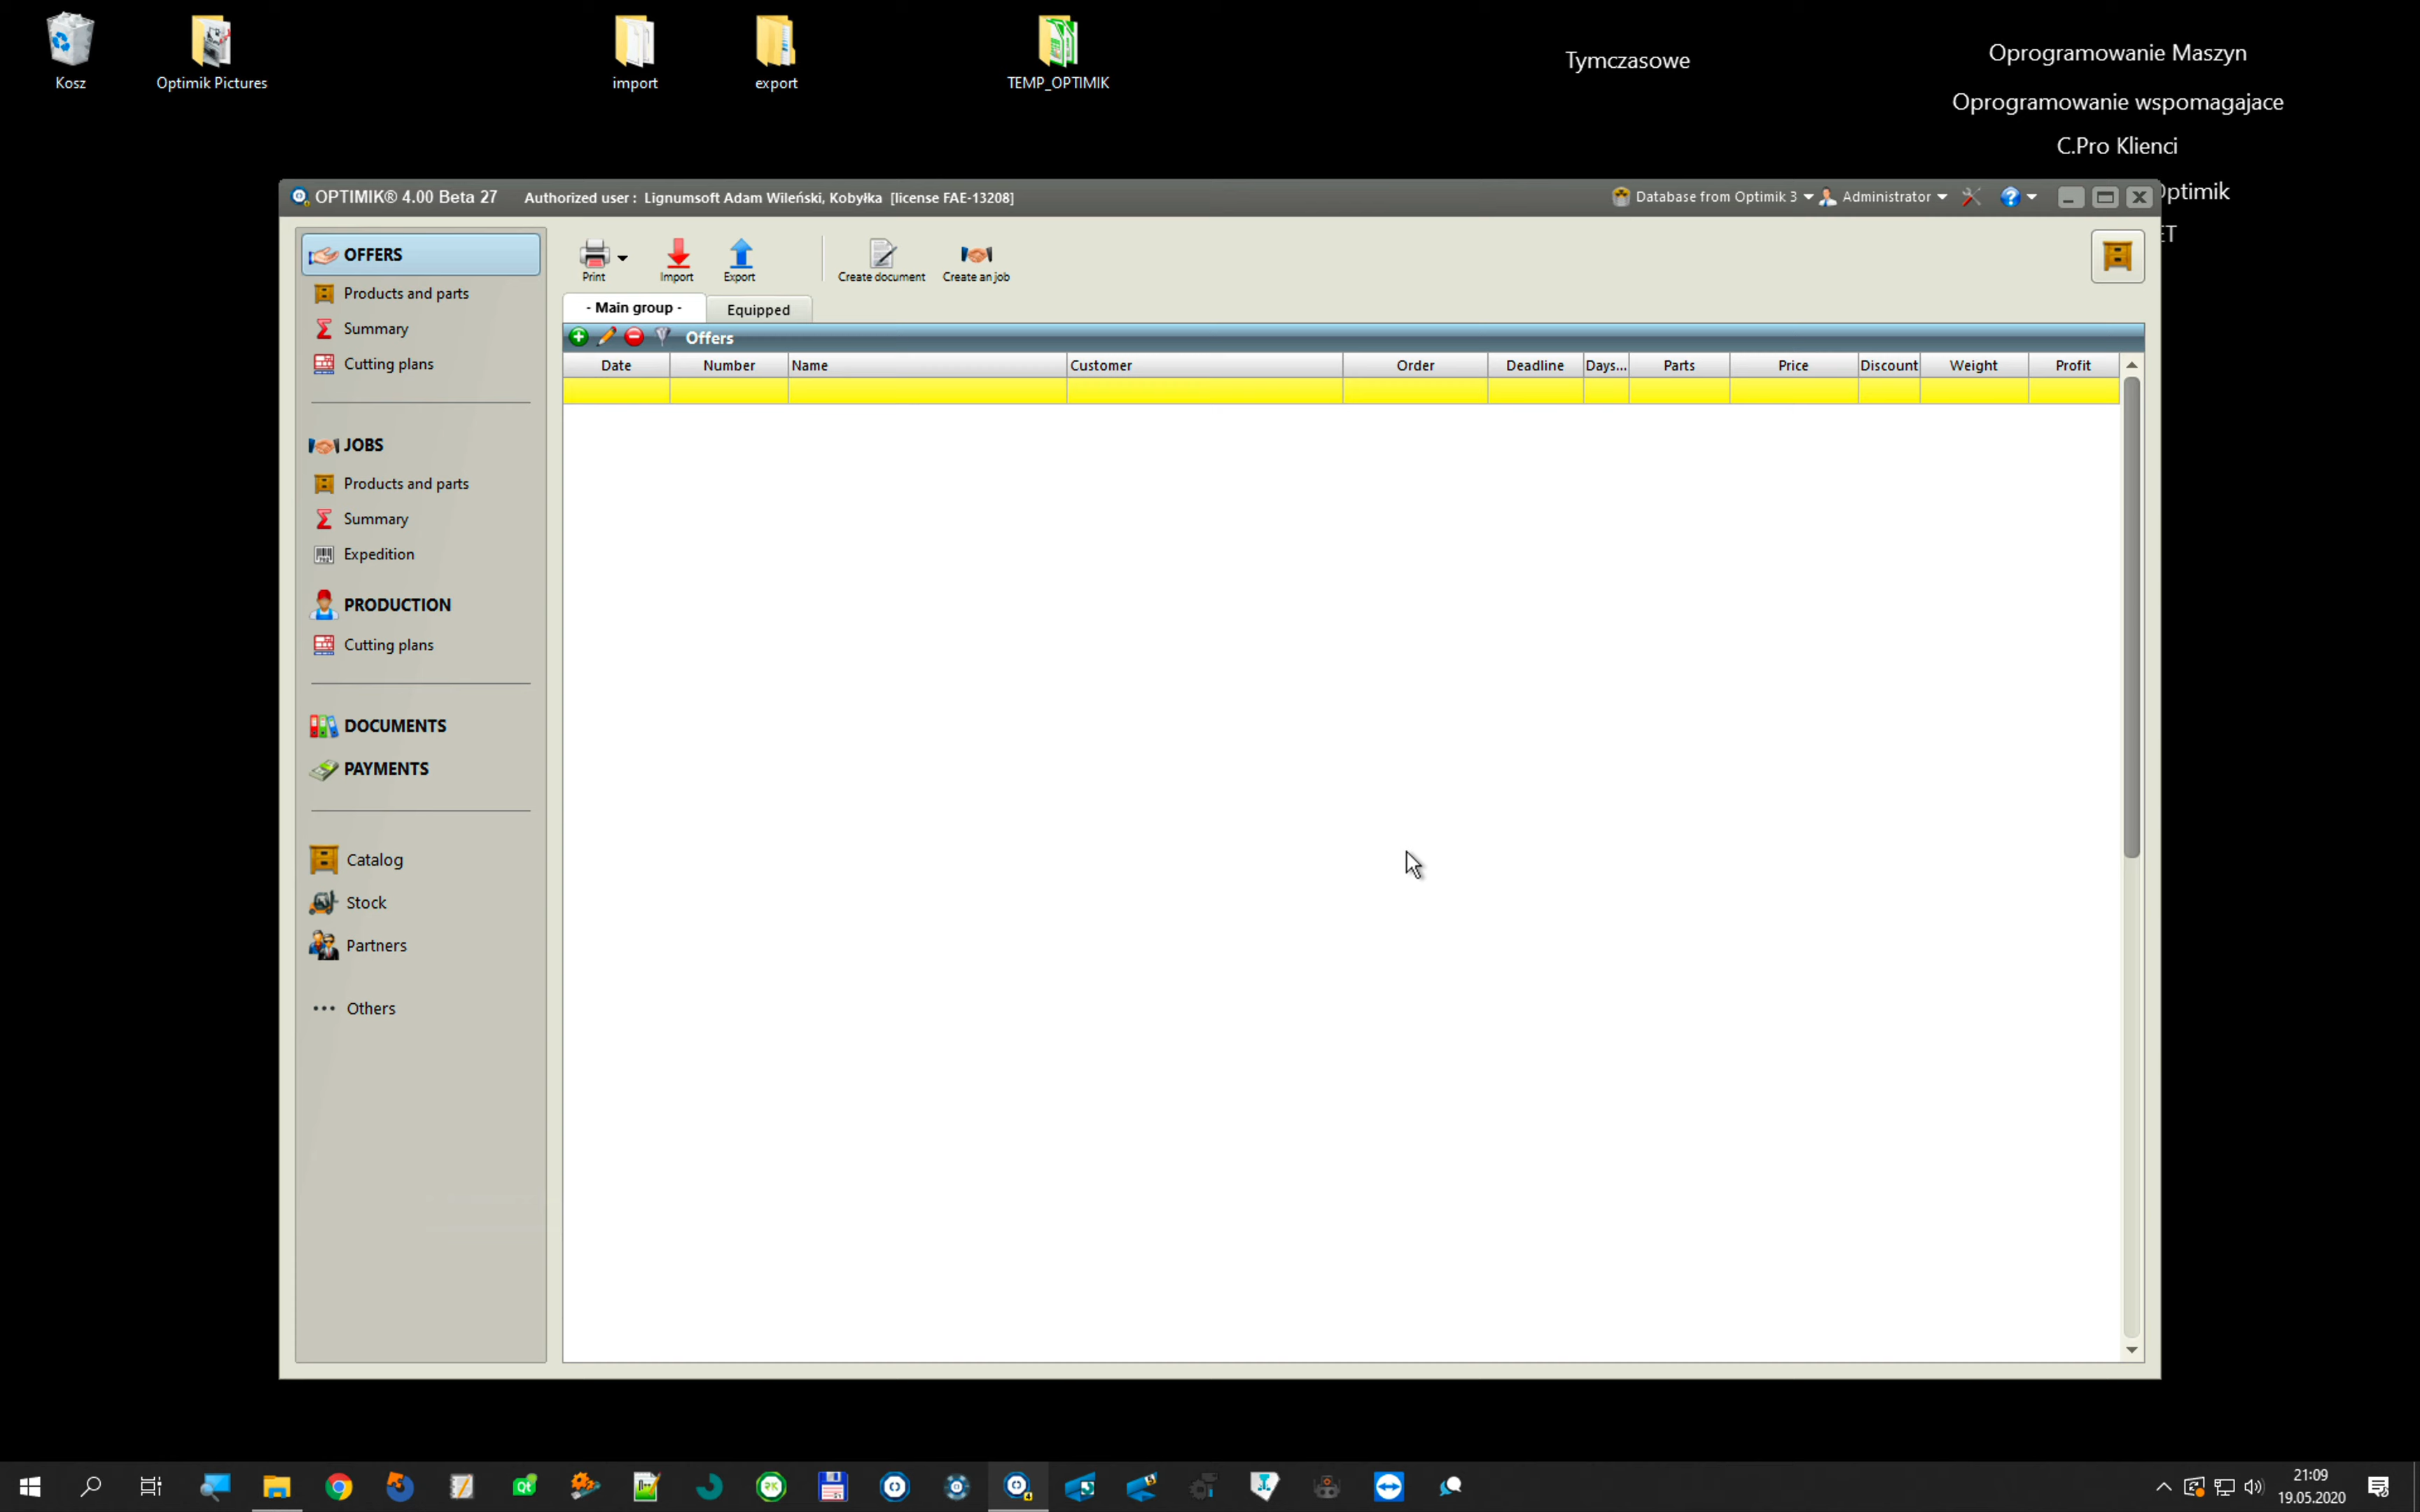 Kosz
Optimik Pictures
import
export
TEMP_OPTIMIK
Tymczasowe
Oprogramowanie Maszyn
Oprogramowanie wspomagajace
C.Pro Klienci
ptimik
ET
OPTIMIK® 4.00 Beta 27 Authorized user : Lignumsoft Adam Wileński, Kobyłka [license FAE-13208]
Database from Optimik 3
Administrator
OFFERS
Products and parts
Summary
Cutting plans
JOBS
Products and parts
Summary
Expedition
PRODUCTION
Cutting plans
DOCUMENTS
PAYMENTS
Catalog
Stock
Partners
Others
Print
Import
Export
Create document
Create an job
- Main group -
Equipped
Offers
Date Number Name Customer Order Deadline Days... Parts Price Discount Weight Profit
21:09
19.05.2020